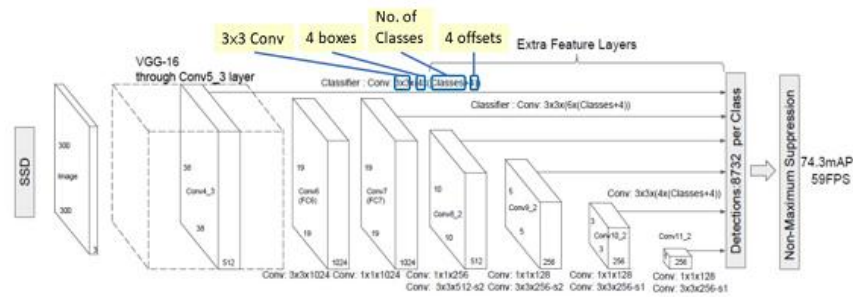 No. of
3x3 Conv 4 boxes Classes 4 offsets
Extra Feature Layers
VGG-16
through Conv5_3 layer
Classifier : Conv: 3x3x(4x(Classes+4))
Classifier : Conv: 3x3x(6x(Classes+4))
SSD
300
Image
300
3
38
Conv4_3
38
512
19
Conv6
(FC6)
19
1024
19
Conv7
(FC7)
19
1024
10
Conv8_2
10
512
5
Conv9_2
5
256
Conv: 3x3x(4x(Classes+4))
3
Conv10_2
3
256
Conv11_2
256
Conv: 3x3x1024
Conv: 1x1x1024
Conv: 1x1x256
Conv: 3x3x512-s2
Conv: 1x1x128
Conv: 3x3x256-s2
Conv: 1x1x128
Conv: 3x3x256-s1
Conv: 1x1x128
Conv: 3x3x256-s1
Detections:8732 per Class
Non-Maximum Suppression
74.3mAP
59FPS